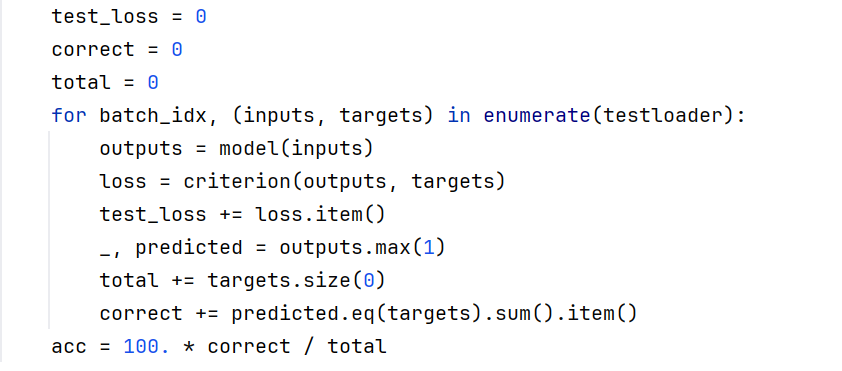 test_loss = 0
correct = 0
total = 0
for batch_idx, (inputs, targets) in enumerate(testloader):
    outputs = model(inputs)
    loss = criterion(outputs, targets)
    test_loss += loss.item()
    _, predicted = outputs.max(1)
    total += targets.size(0)
    correct += predicted.eq(targets).sum().item()
acc = 100. * correct / total